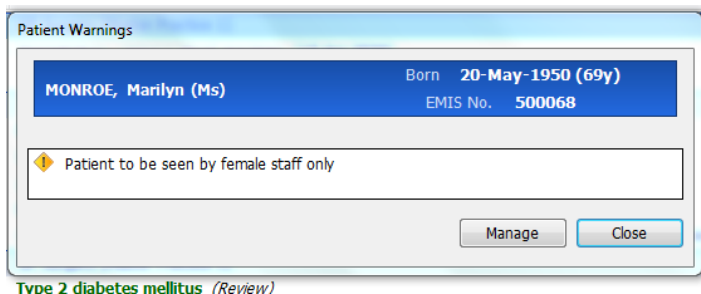 Patient Warnings
MONROE, Marilyn (Ms)
Born 20-May-1950 (69y)
EMIS No. 500068
Patient to be seen by female staff only
Manage Close
Type 2 diabetes mellitus (Review)